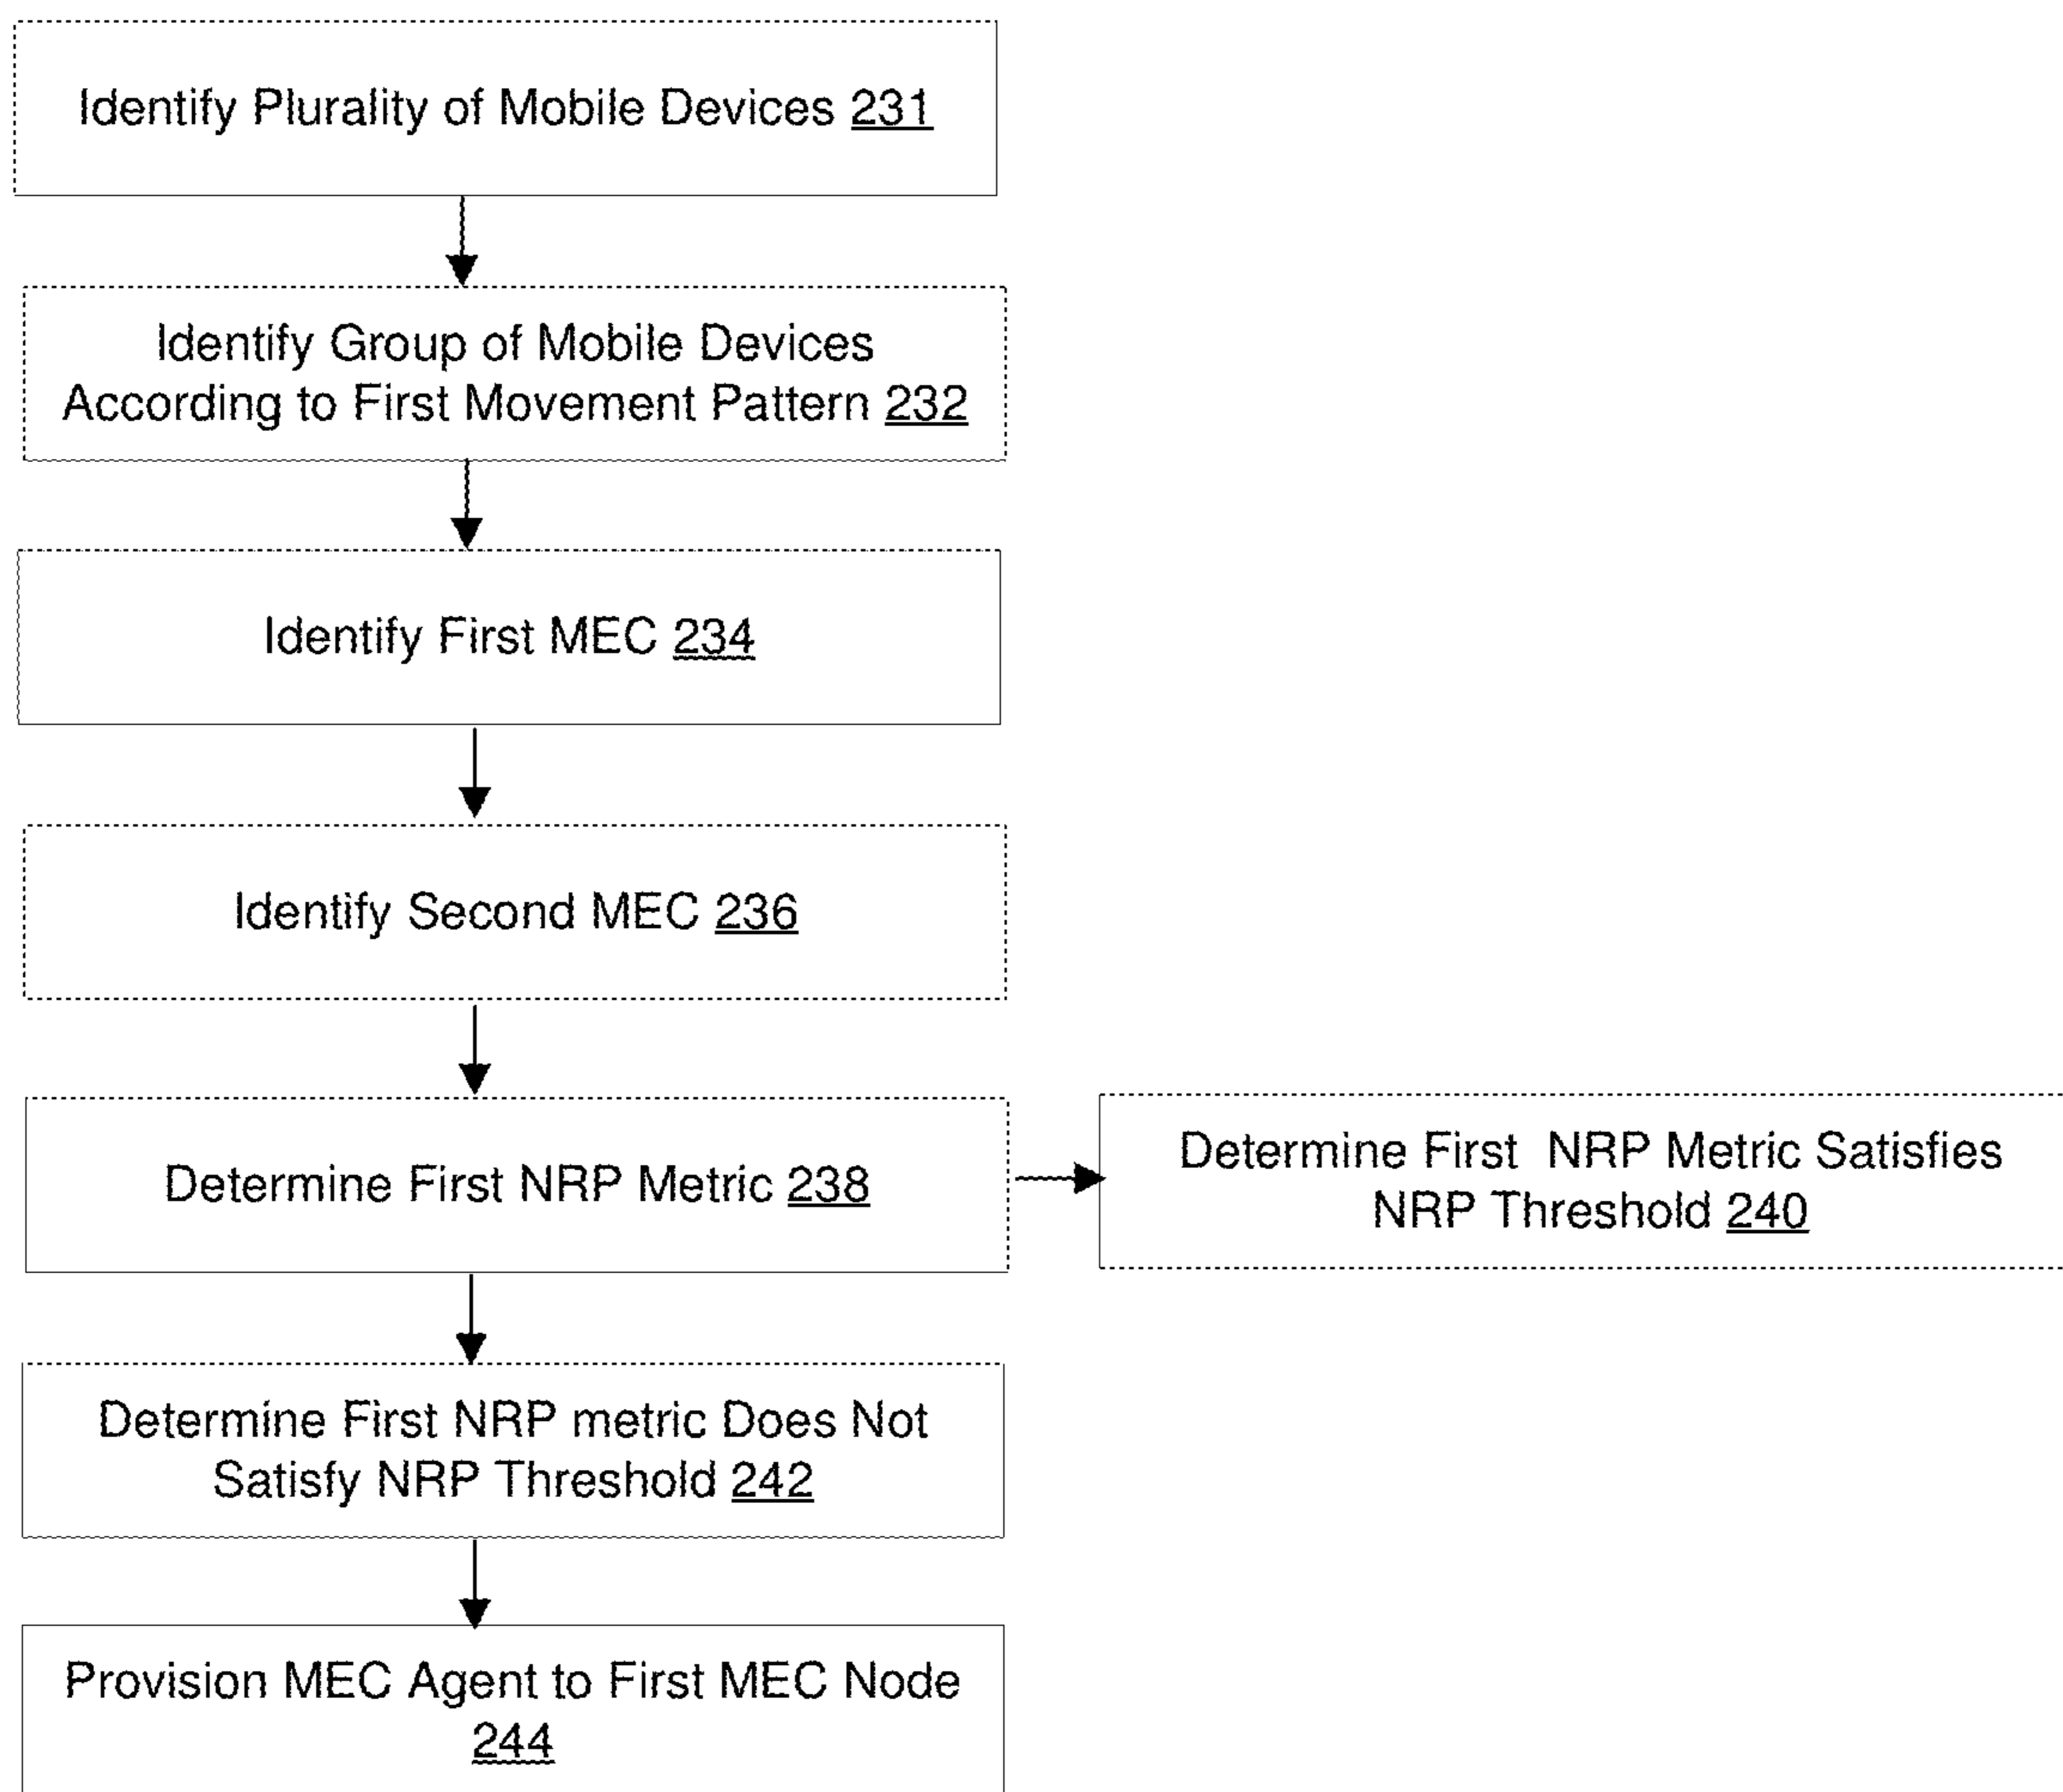 Identify Plurality of Mobile Devices 231
Identify Group of Mobile Devices
According to First Movement Pattern 232
Identify First MEC 234
Identify Second MEC 236
Determine First NRP Metric 238
Determine First NRP Metric Satisfies
NRP Threshold 240
Determine First NRP metric Does Not
Satisfy NRP Threshold 242
Provision MEC Agent to First MEC Node
244